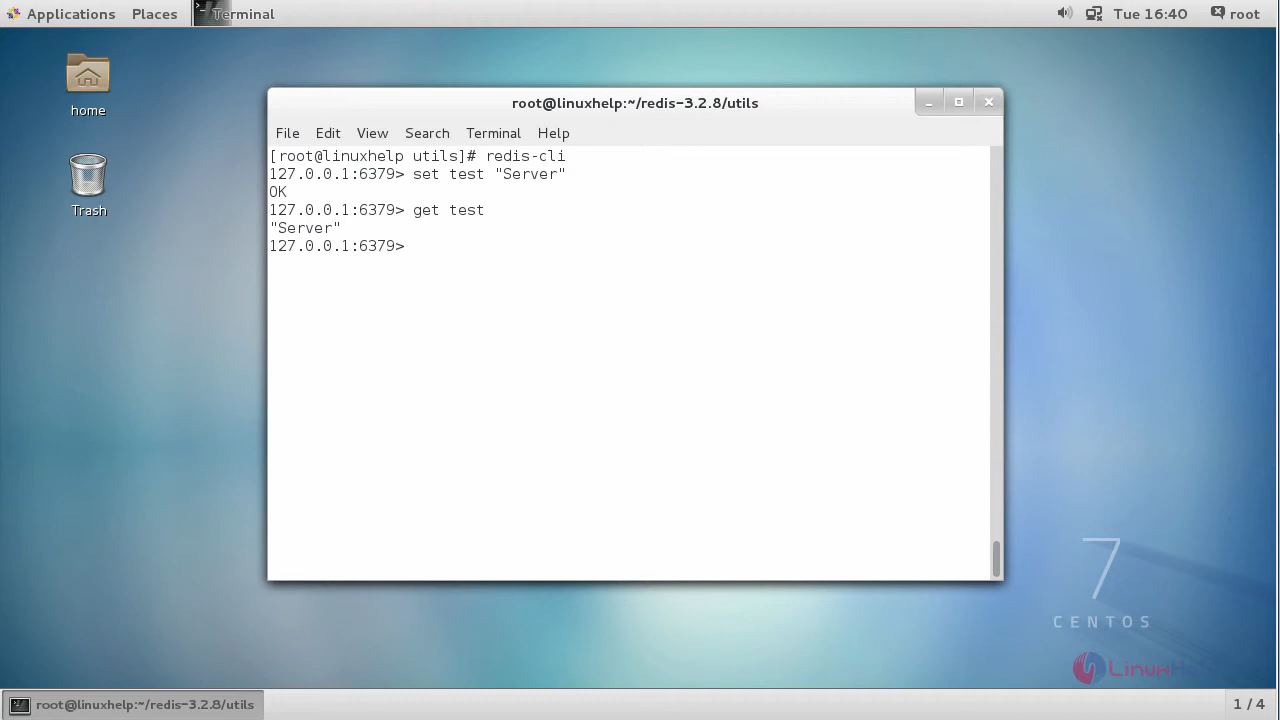 Applications Places Terminal Tue 16:40 root
home
Trash
root@linuxhelp:~/redis-3.2.8/utils
File Edit View Search Terminal Help
[root@linuxhelp utils]# redis-cli
127.0.0.1:6379> set test "Server"
OK
127.0.0.1:6379> get test
"Server"
127.0.0.1:6379>
7
CENTOS
root@linuxhelp:~/redis-3.2.8/utils
1 / 4